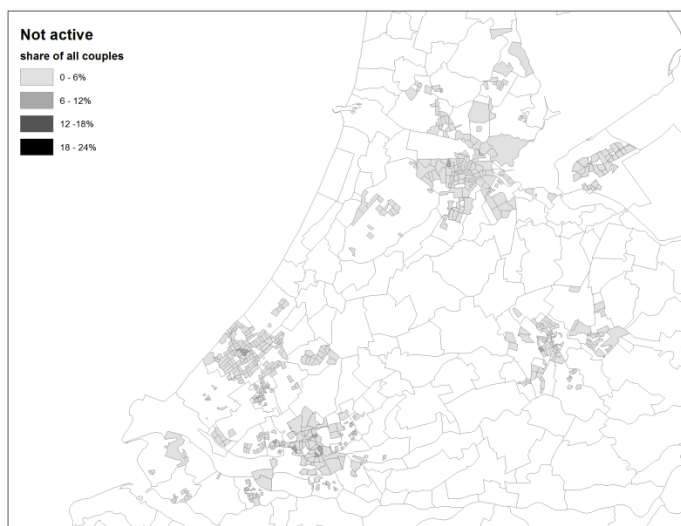 Not active
share of all couples
0 - 6%
6 - 12%
12 -18%
18 - 24%